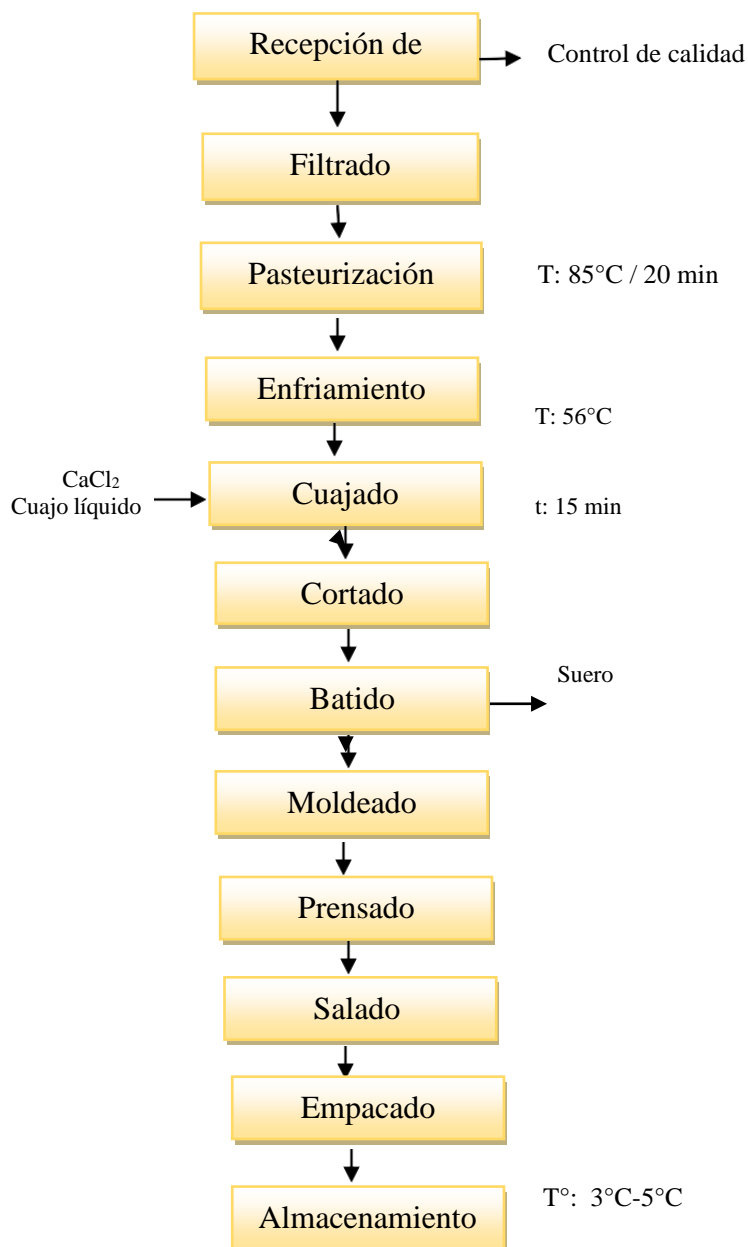 Recepción de
Control de calidad
Filtrado
Pasteurización
T: 85°C / 20 min
Enfriamiento
T: 56°C
CaCl₂
Cuajo líquido
Cuajado
t: 15 min
Cortado
Batido
Suero
Moldeado
Prensado
Salado
Empacado
Almacenamiento
T°: 3°C-5°C